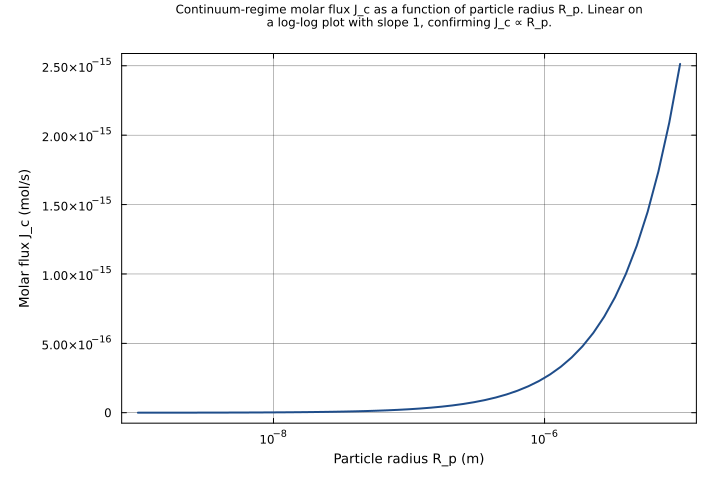 Continuum-regime molar flux J_c as a function of particle radius R_p. Linear on
a log-log plot with slope 1, confirming J_c ∝ R_p.
2.50×10⁻¹⁵
2.00×10⁻¹⁵
1.50×10⁻¹⁵
1.00×10⁻¹⁵
5.00×10⁻¹⁶
0
Molar flux J_c (mol/s)
10⁻⁸
10⁻⁶
Particle radius R_p (m)